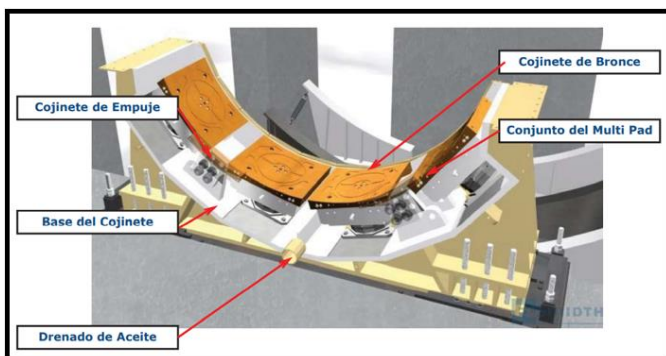 Cojinete de Bronce
Cojinete de Empuje
Conjunto del Multi Pad
Base del Cojinete
Drenado de Aceite